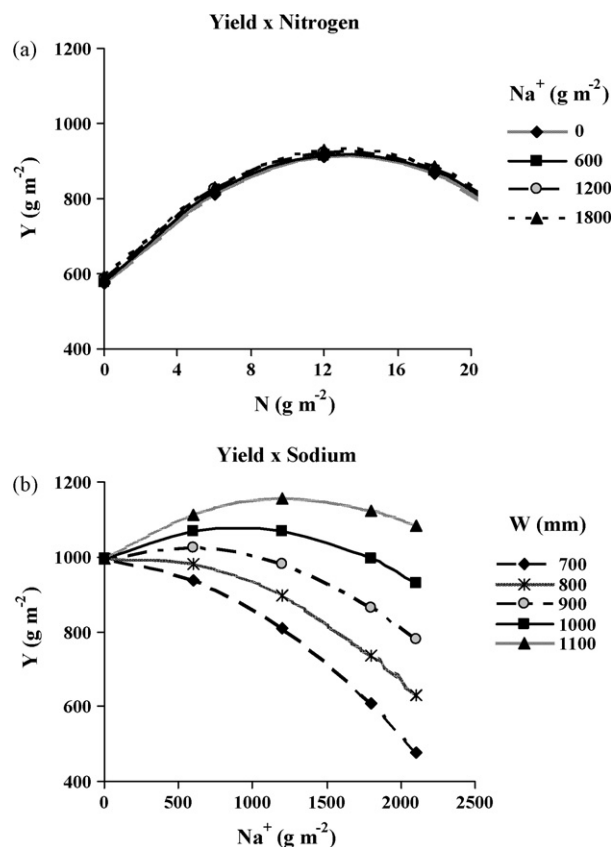 Yield x Nitrogen
(a)
1200
1000
800
600
400
Y (g m⁻²)
0 4 8 12 16 20
N (g m⁻²)
Na⁺ (g m⁻²)
0
600
1200
1800
Yield x Sodium
(b)
1200
1000
800
600
400
Y (g m⁻²)
0 500 1000 1500 2000 2500
Na⁺ (g m⁻²)
W (mm)
700
800
900
1000
1100